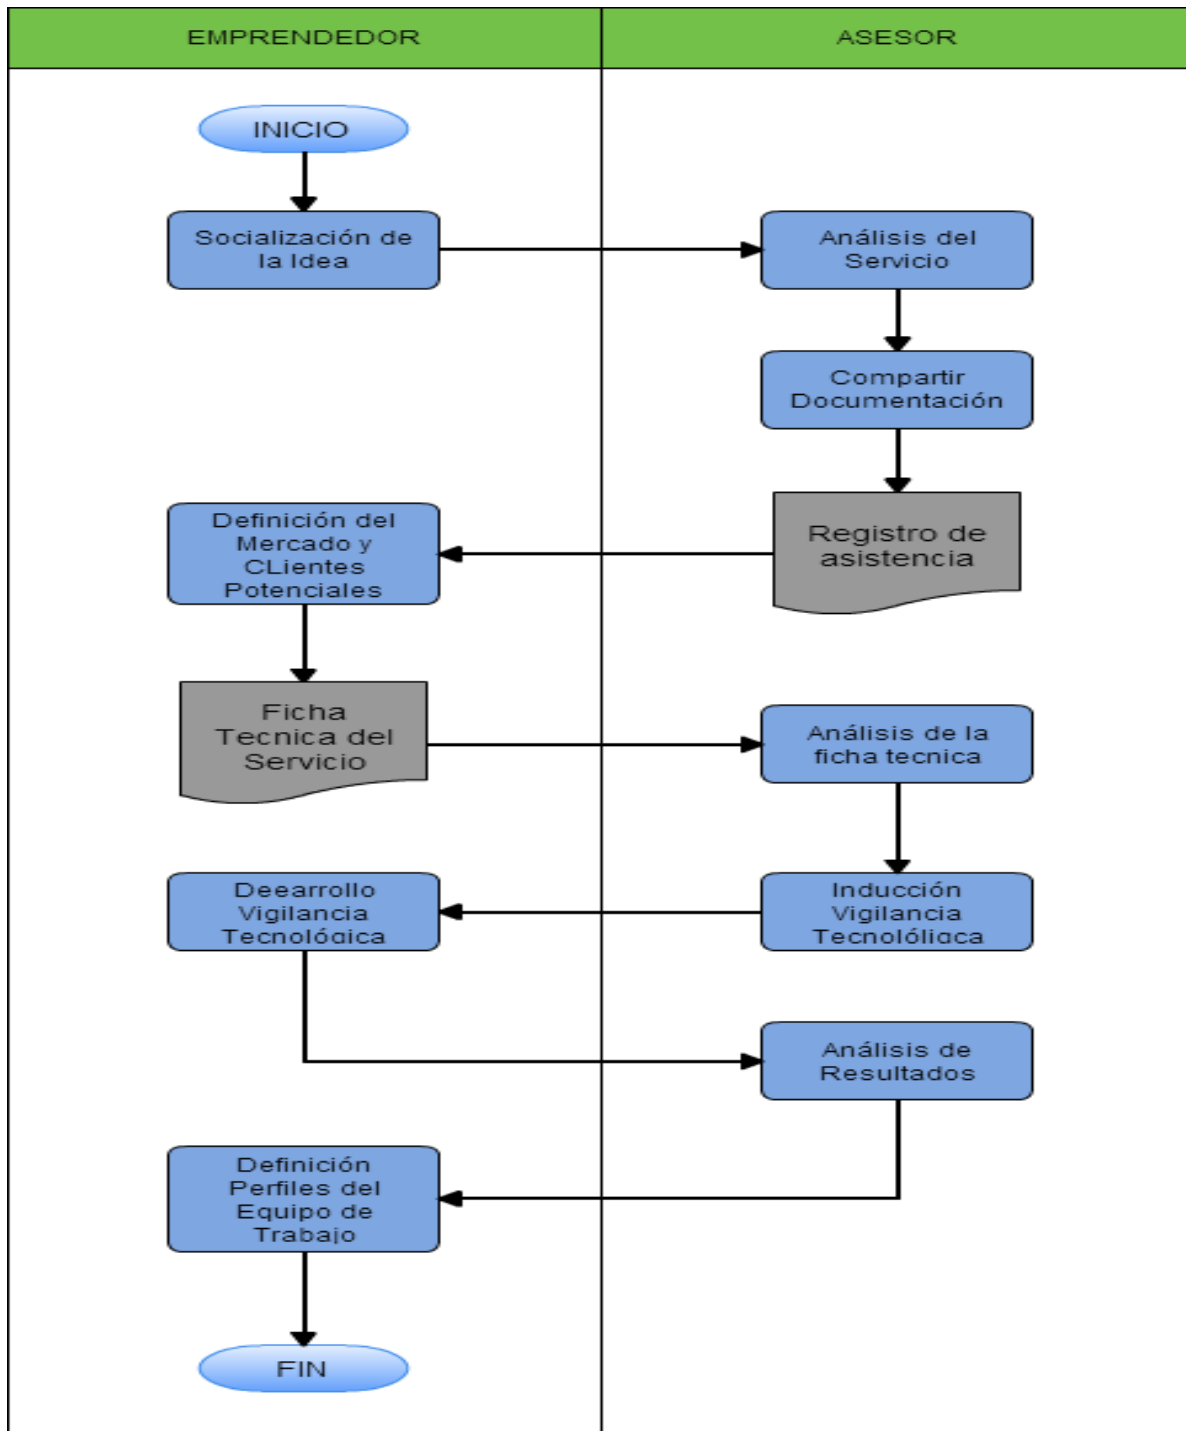 EMPRENDEDOR
ASESOR
INICIO
Socialización de
la Idea
Análisis del
Servicio
Compartir
Documentación
Registro de
asistencia
Definición del
Mercado y
CLientes
Potenciales
Ficha
Tecnica del
Servicio
Análisis de la
ficha tecnica
Inducción
Vigilancia
Tecnolóligca
Deearrollo
Vigilancia
Tecnológica
Análisis de
Resultados
Definición
Perfiles del
Equipo de
Trabajo
FIN